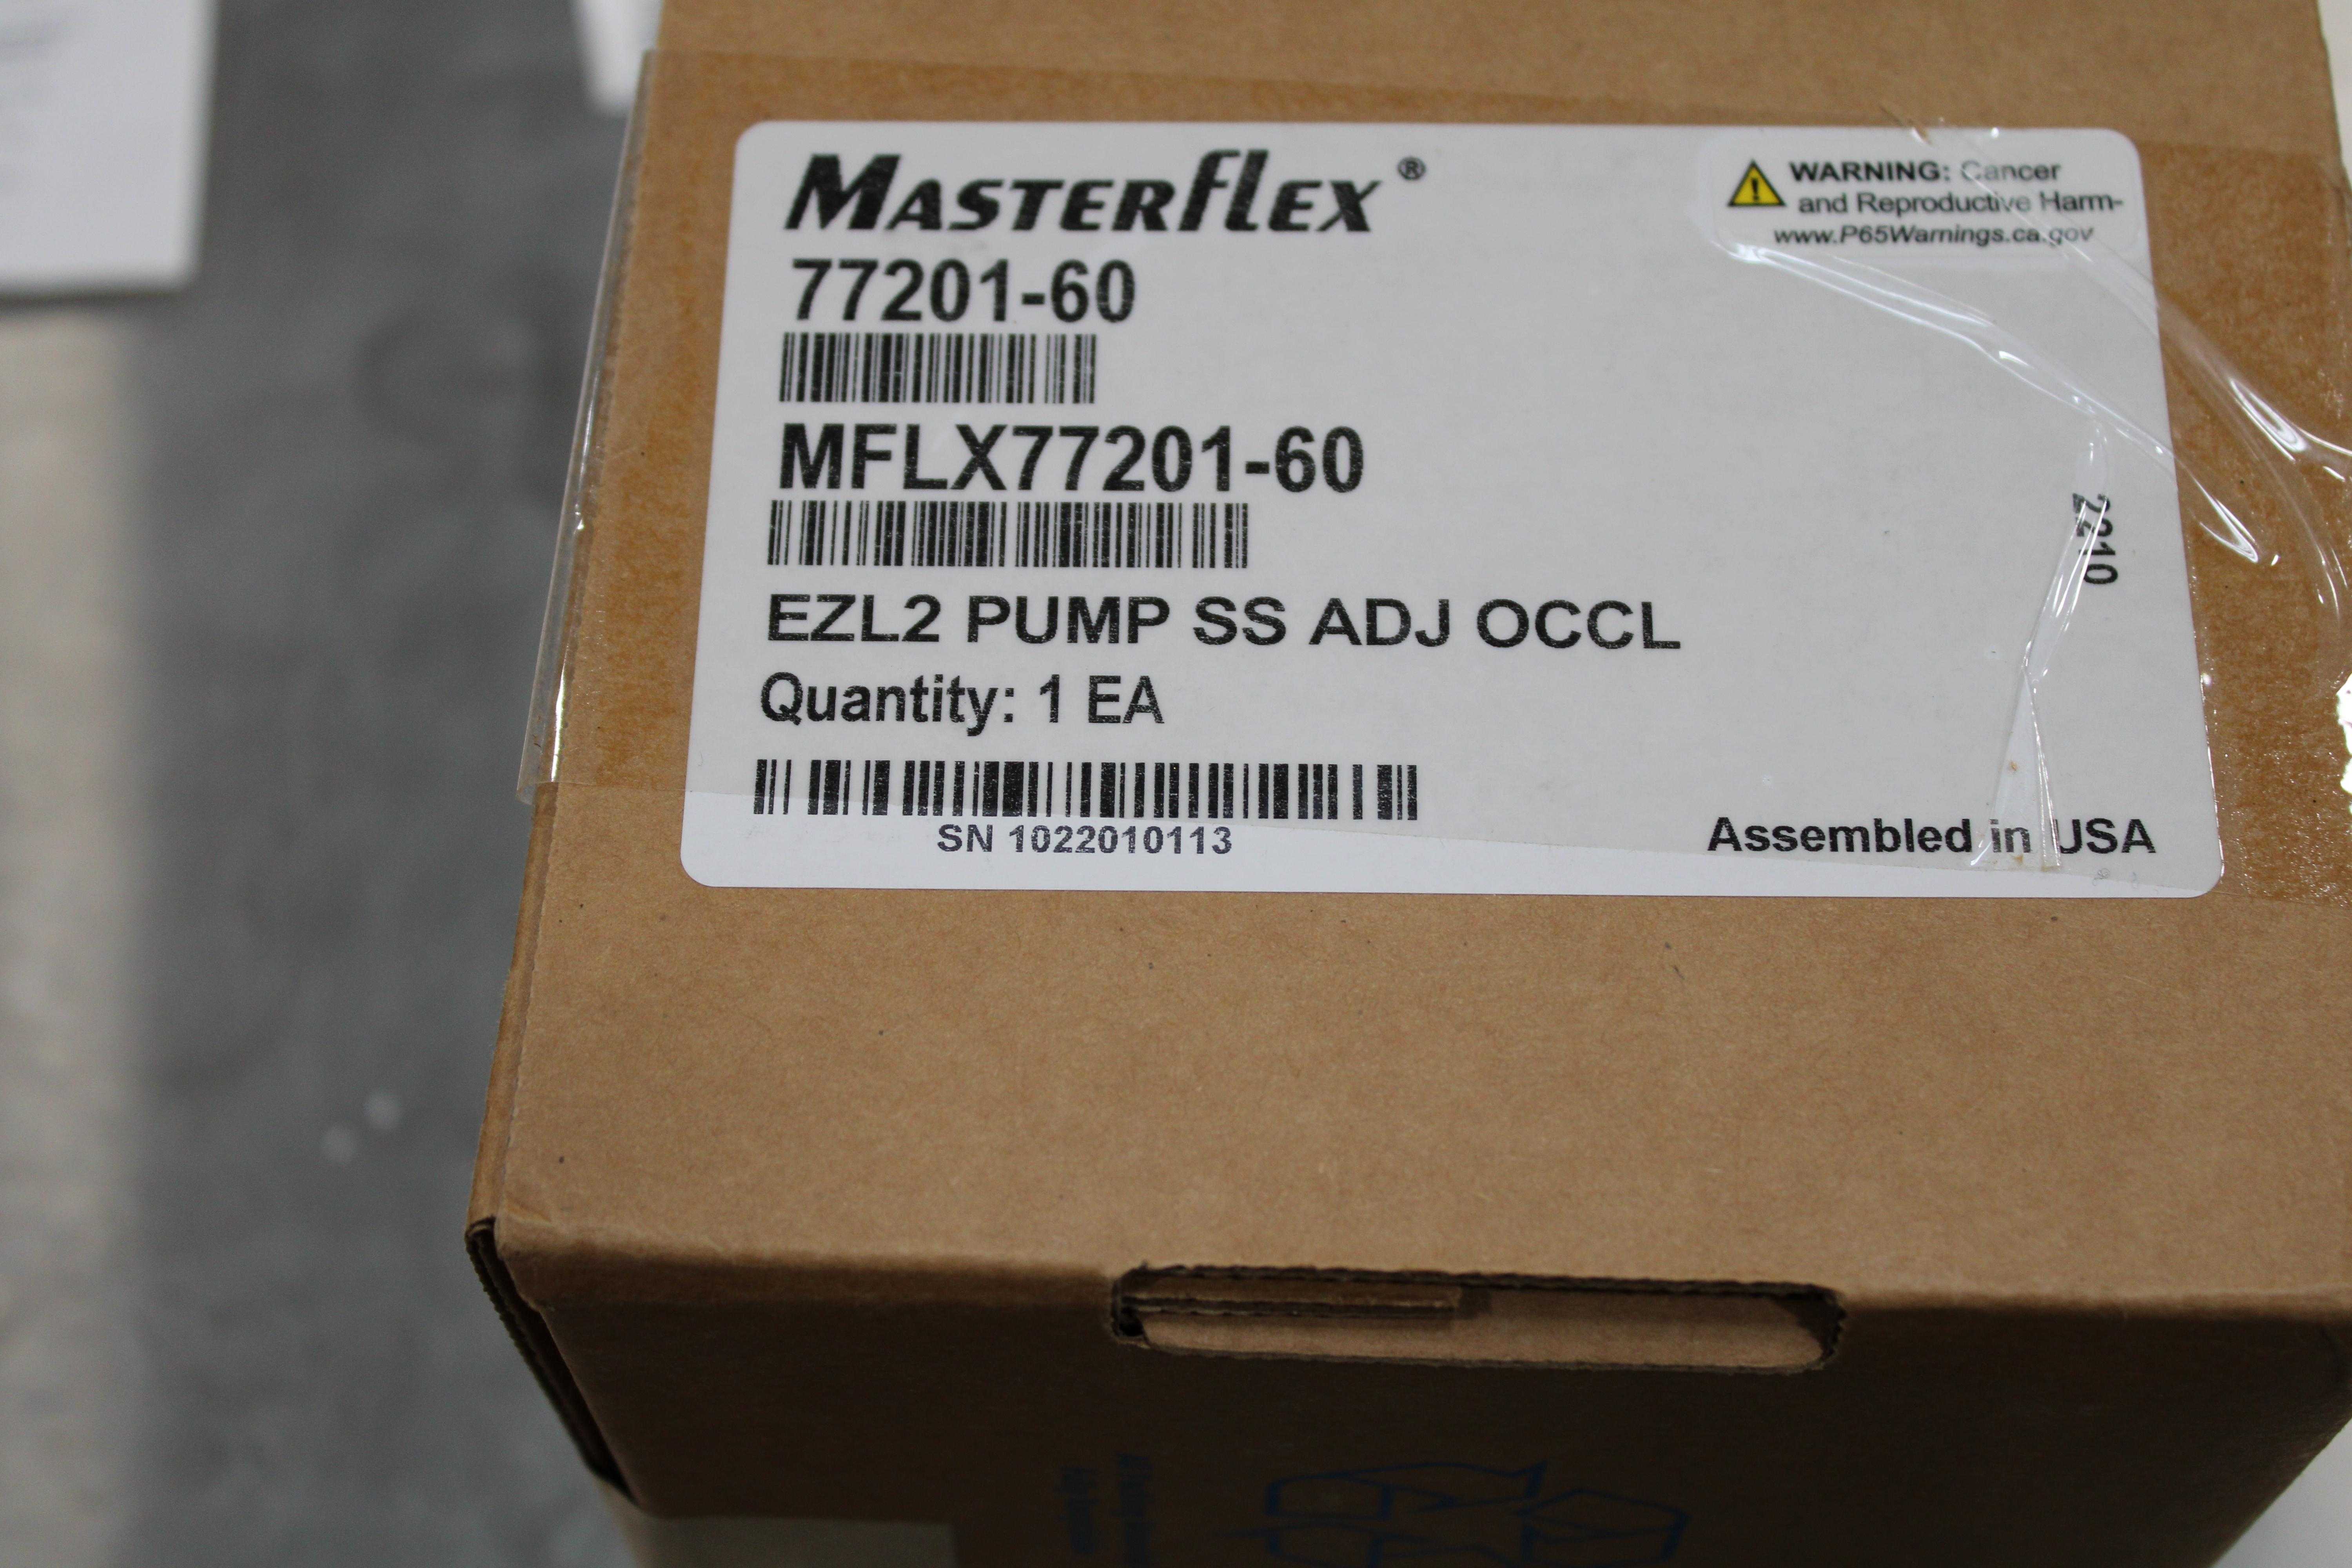 MASTERFLEX®
WARNING: Cancer
and Reproductive Harm-
www.P65Warnings.ca.gov
77201-60
MFLX77201-60
2210
EZL2 PUMP SS ADJ OCCL
Quantity: 1 EA
SN 1022010113
Assembled in USA